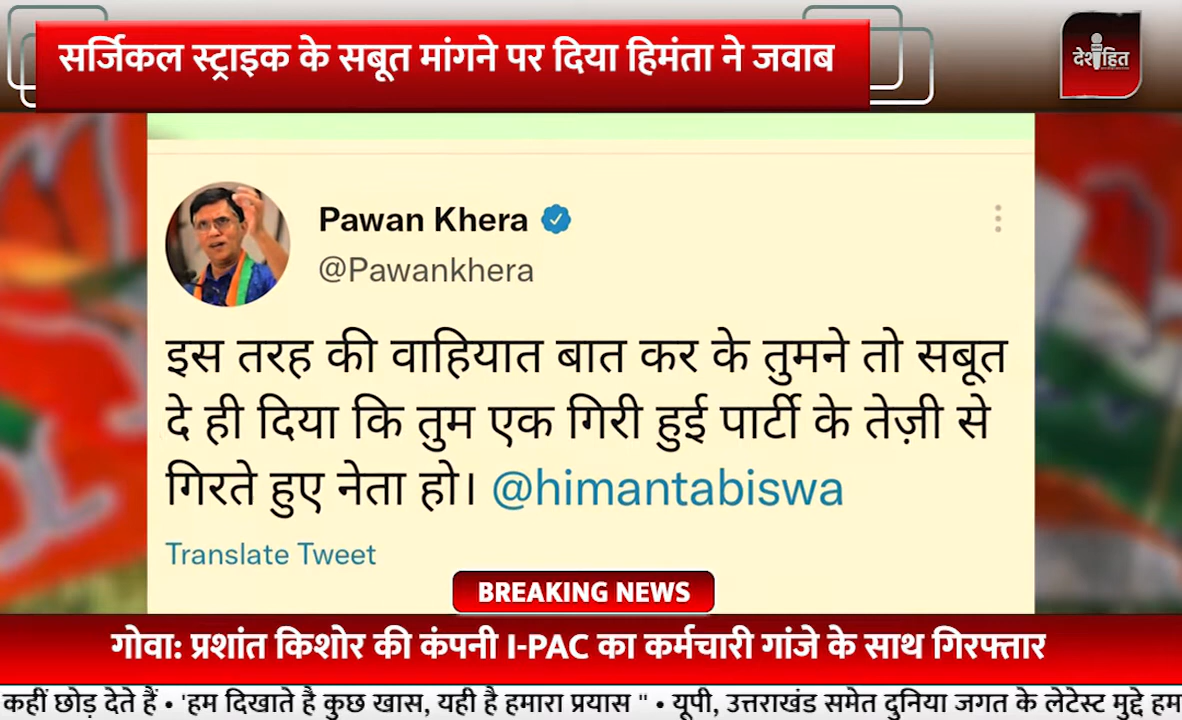 सर्जिकल स्ट्राइक के सबूत मांगने पर दिया हिमंता ने जवाब
देशहित
Pawan Khera
@Pawankhera
इस तरह की वाहियात बात कर के तुमने तो सबूत
दे ही दिया कि तुम एक गिरी हुई पार्टी के तेज़ी से
गिरते हुए नेता हो। @himantabiswa
Translate Tweet
BREAKING NEWS
गोवा: प्रशांत किशोर की कंपनी I-PAC का कर्मचारी गांजे के साथ गिरफ्तार
कहीं छोड़ देते हैं • 'हम दिखाते है कुछ खास, यही है हमारा प्रयास " • यूपी, उत्तराखंड समेत दुनिया जगत के लेटेस्ट मुद्दे हम